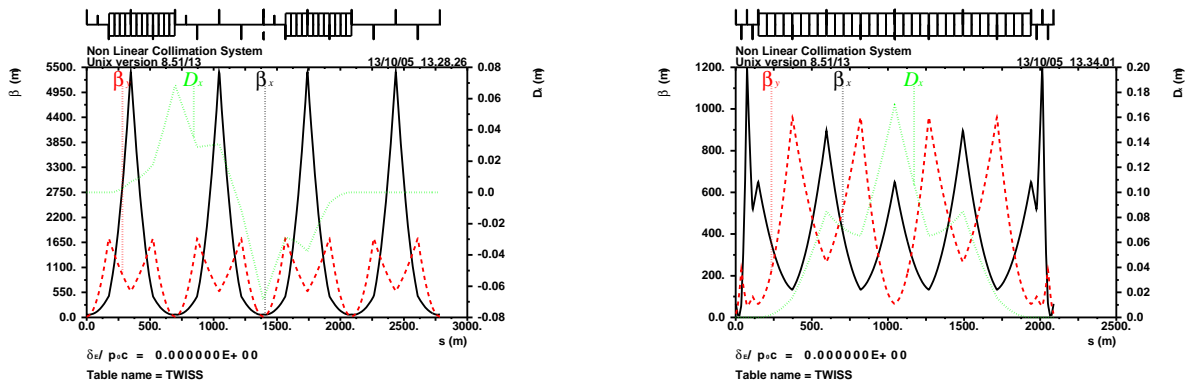 Non Linear Collimation System
Unix version 8.51/13 13/10/05 13.28.26
β (m)
Dₓ (m)
5500. 4950. 4400. 3850. 3300. 2750. 2200. 1650. 1100. 550. 0.0
0.08 0.06 0.04 0.02 0.0 -0.02 -0.04 -0.06 -0.08
βy Dx βx
0.0 500. 1000. 1500. 2000. 2500. 3000.
s (m)
δE/ p0c = 0.000000E+ 00
Table name = TWISS
Non Linear Collimation System
Unix version 8.51/13 13/10/05 13.34.01
β (m)
Dₓ (m)
1200. 1000. 800. 600. 400. 200. 0.0
0.20 0.18 0.16 0.14 0.12 0.10 0.08 0.06 0.04 0.02 0.0
βy βx Dx
0.0 500. 1000. 1500. 2000. 2500.
s (m)
δE/ p0c = 0.000000E+ 00
Table name = TWISS